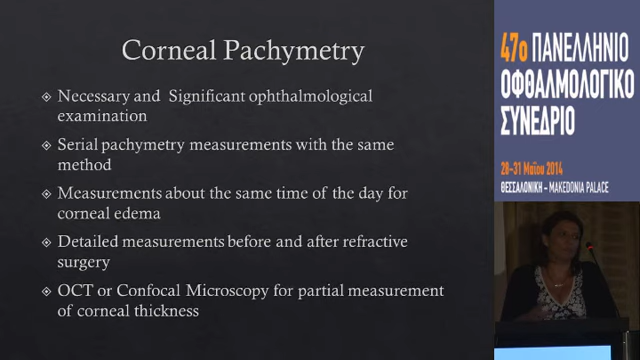 Corneal Pachymetry
Necessary and Significant ophthalmological
examination
Serial pachymetry measurements with the same
method
Measurements about the same time of the day for
corneal edema
Detailed measurements before and after refractive
surgery
OCT or Confocal Microscopy for partial measurement
of corneal thickness
47ο ΠΑΝΕΛΛΗΝΙΟ
ΟΦΘΑΛΜΟΛΟΓΙΚΟ
ΣΥΝΕΔΡΙΟ
28-31 Μαΐου 2014
ΘΕΣΣΑΛΟΝΙΚΗ – MAKEDONIA PALACE